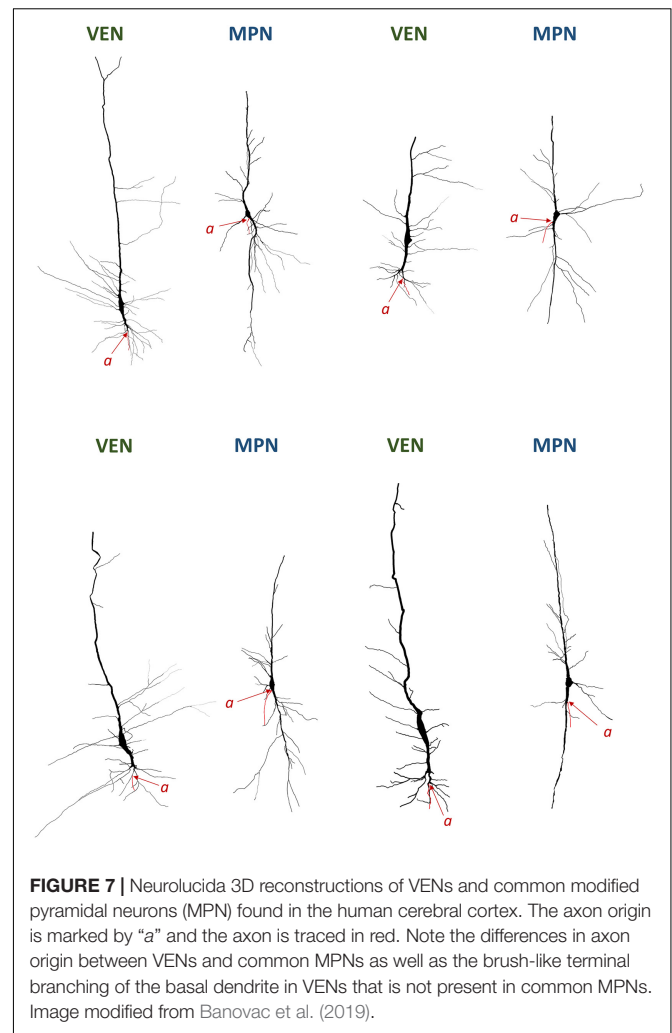 VEN MPN VEN MPN
a
a
a
a
VEN MPN VEN MPN
a
a
a
a
FIGURE 7 | Neurolucida 3D reconstructions of VENs and common modified
pyramidal neurons (MPN) found in the human cerebral cortex. The axon origin
is marked by “a” and the axon is traced in red. Note the differences in axon
origin between VENs and common MPNs as well as the brush-like terminal
branching of the basal dendrite in VENs that is not present in common MPNs.
Image modified from Banovac et al. (2019).